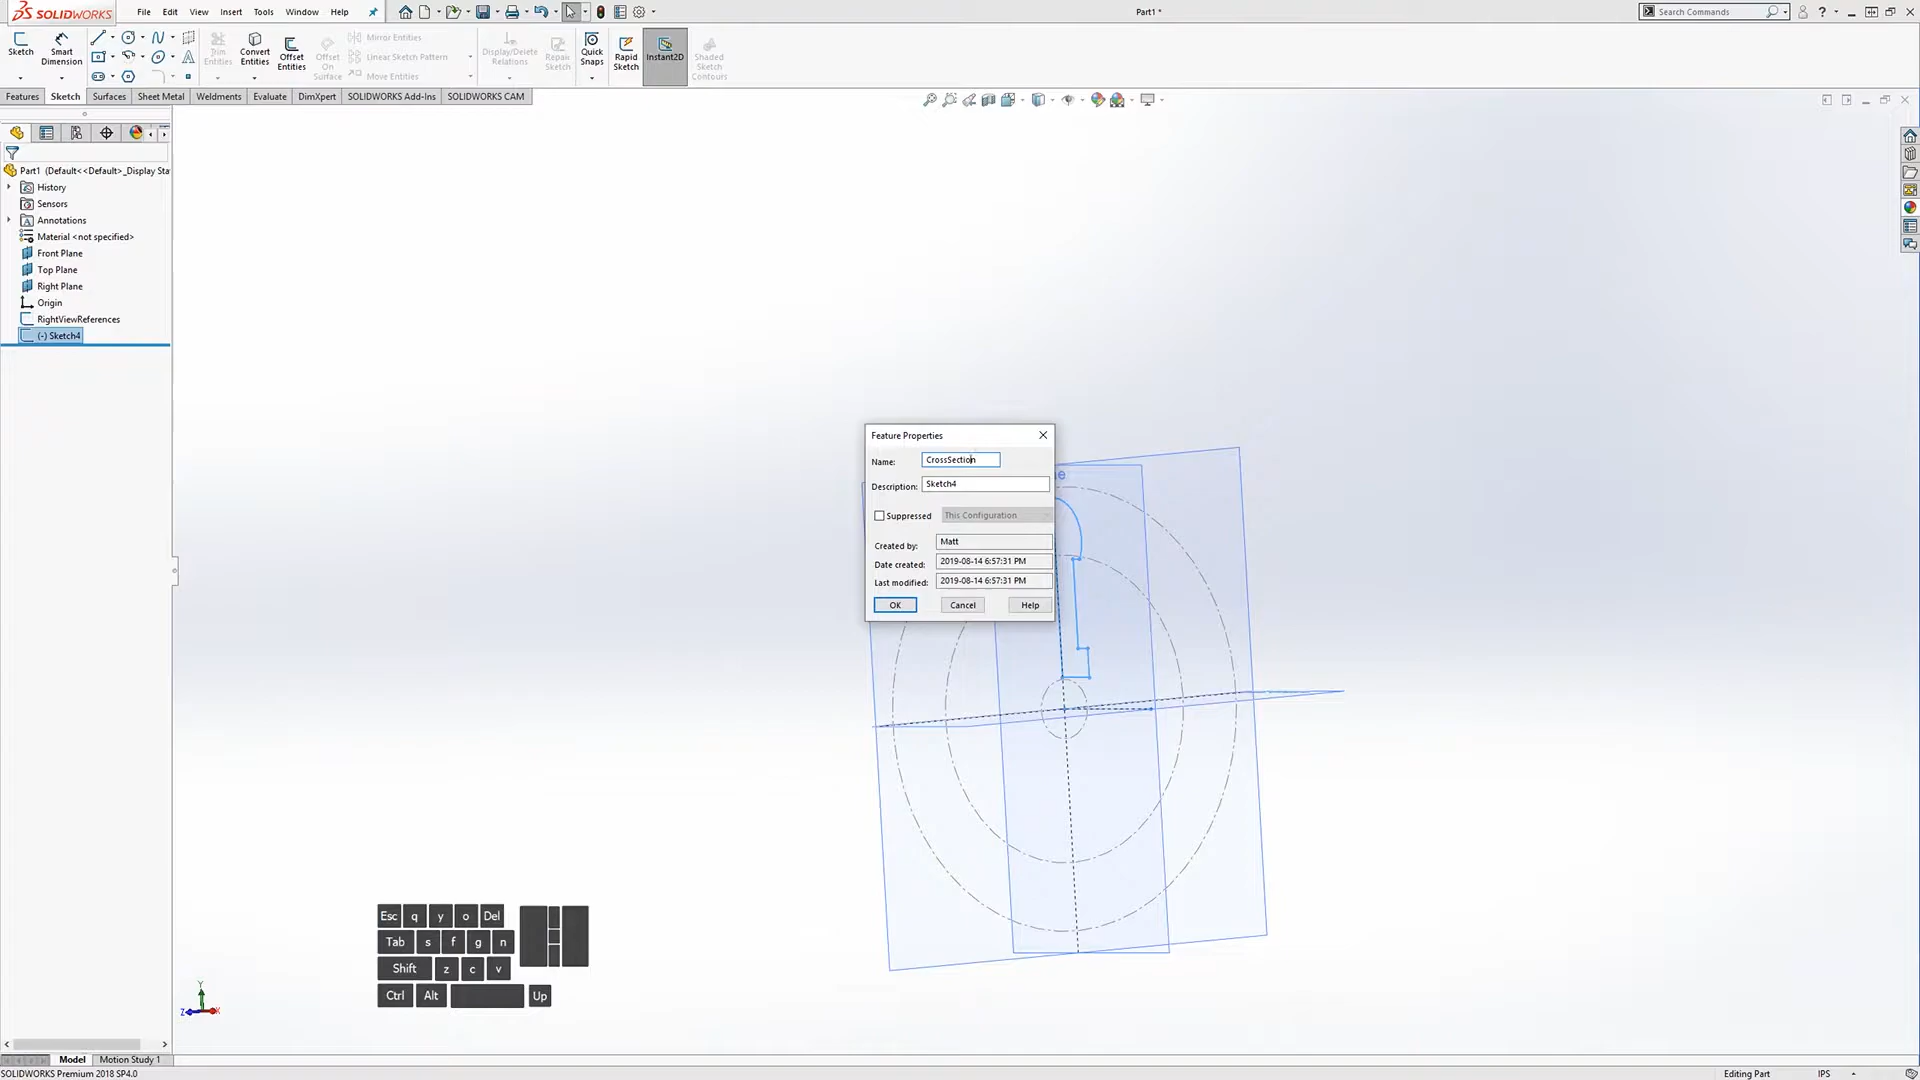 SOLIDWORKS
File Edit View Insert Tools Window Help
Part1 *
Search Commands
Sketch
Smart Dimension
Trim Entities
Convert Entities
Offset Entities
Offset On Surface
Mirror Entities
Linear Sketch Pattern
Move Entities
Display/Delete Relations
Repair Sketch
Quick Snaps
Rapid Sketch
Instant2D
Shaded Sketch Contours
Features Sketch Surfaces Sheet Metal Weldments Evaluate DimXpert SOLIDWORKS Add-Ins SOLIDWORKS CAM
Part1 (Default<<Default>_Display Sta
History
Sensors
Annotations
Material <not specified>
Front Plane
Top Plane
Right Plane
Origin
RightViewReferences
(-) Sketch4
Feature Properties
Name: CrossSection
Description: Sketch4
Suppressed This Configuration
Created by: Matt
Date created: 2019-08-14 6:57:31 PM
Last modified: 2019-08-14 6:57:31 PM
OK Cancel Help
e
Esc q y o Del
Tab s f g n
Shift z c v
Ctrl Alt Up
Y
Z X
Model Motion Study 1
SOLIDWORKS Premium 2018 SP4.0
Editing Part IPS